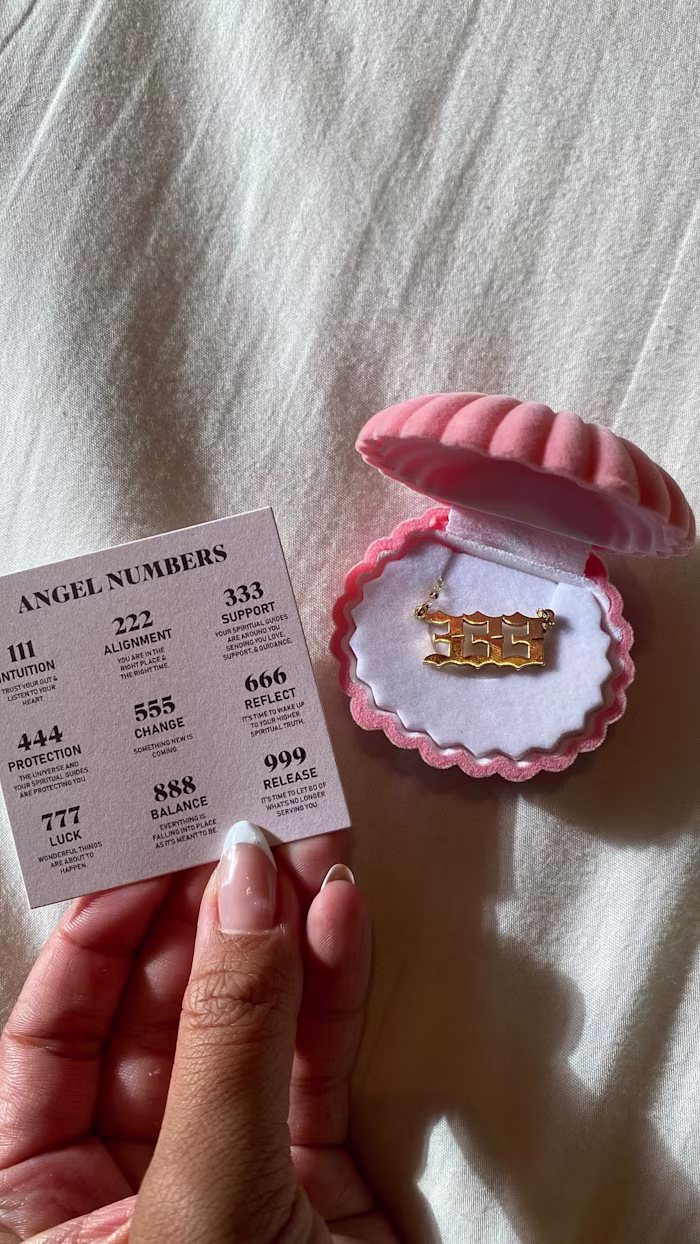 ANGEL NUMBERS
111
INTUITION
TRUST YOUR GUT &
LISTEN TO YOUR
HEART.
222
ALIGNMENT
YOU ARE IN THE
RIGHT PLACE &
THE RIGHT TIME.
333
SUPPORT
YOUR SPIRITUAL GUIDES
ARE AROUND YOU
SENDING YOU LOVE,
SUPPORT, & GUIDANCE.
444
PROTECTION
THE UNIVERSE AND
YOUR SPIRITUAL GUIDES
ARE PROTECTING YOU.
555
CHANGE
SOMETHING NEW IS
COMING.
666
REFLECT
IT'S TIME TO WAKE UP
TO YOUR HIGHER
SPIRITUAL TRUTH.
777
LUCK
WONDERFUL THINGS
ARE ABOUT TO
HAPPEN.
888
BALANCE
EVERYTHING IS
FALLING INTO PLACE
AS IT'S MEANT TO BE
999
RELEASE
IT'S TIME TO LET GO OF
WHAT'S NO LONGER
SERVING YOU.